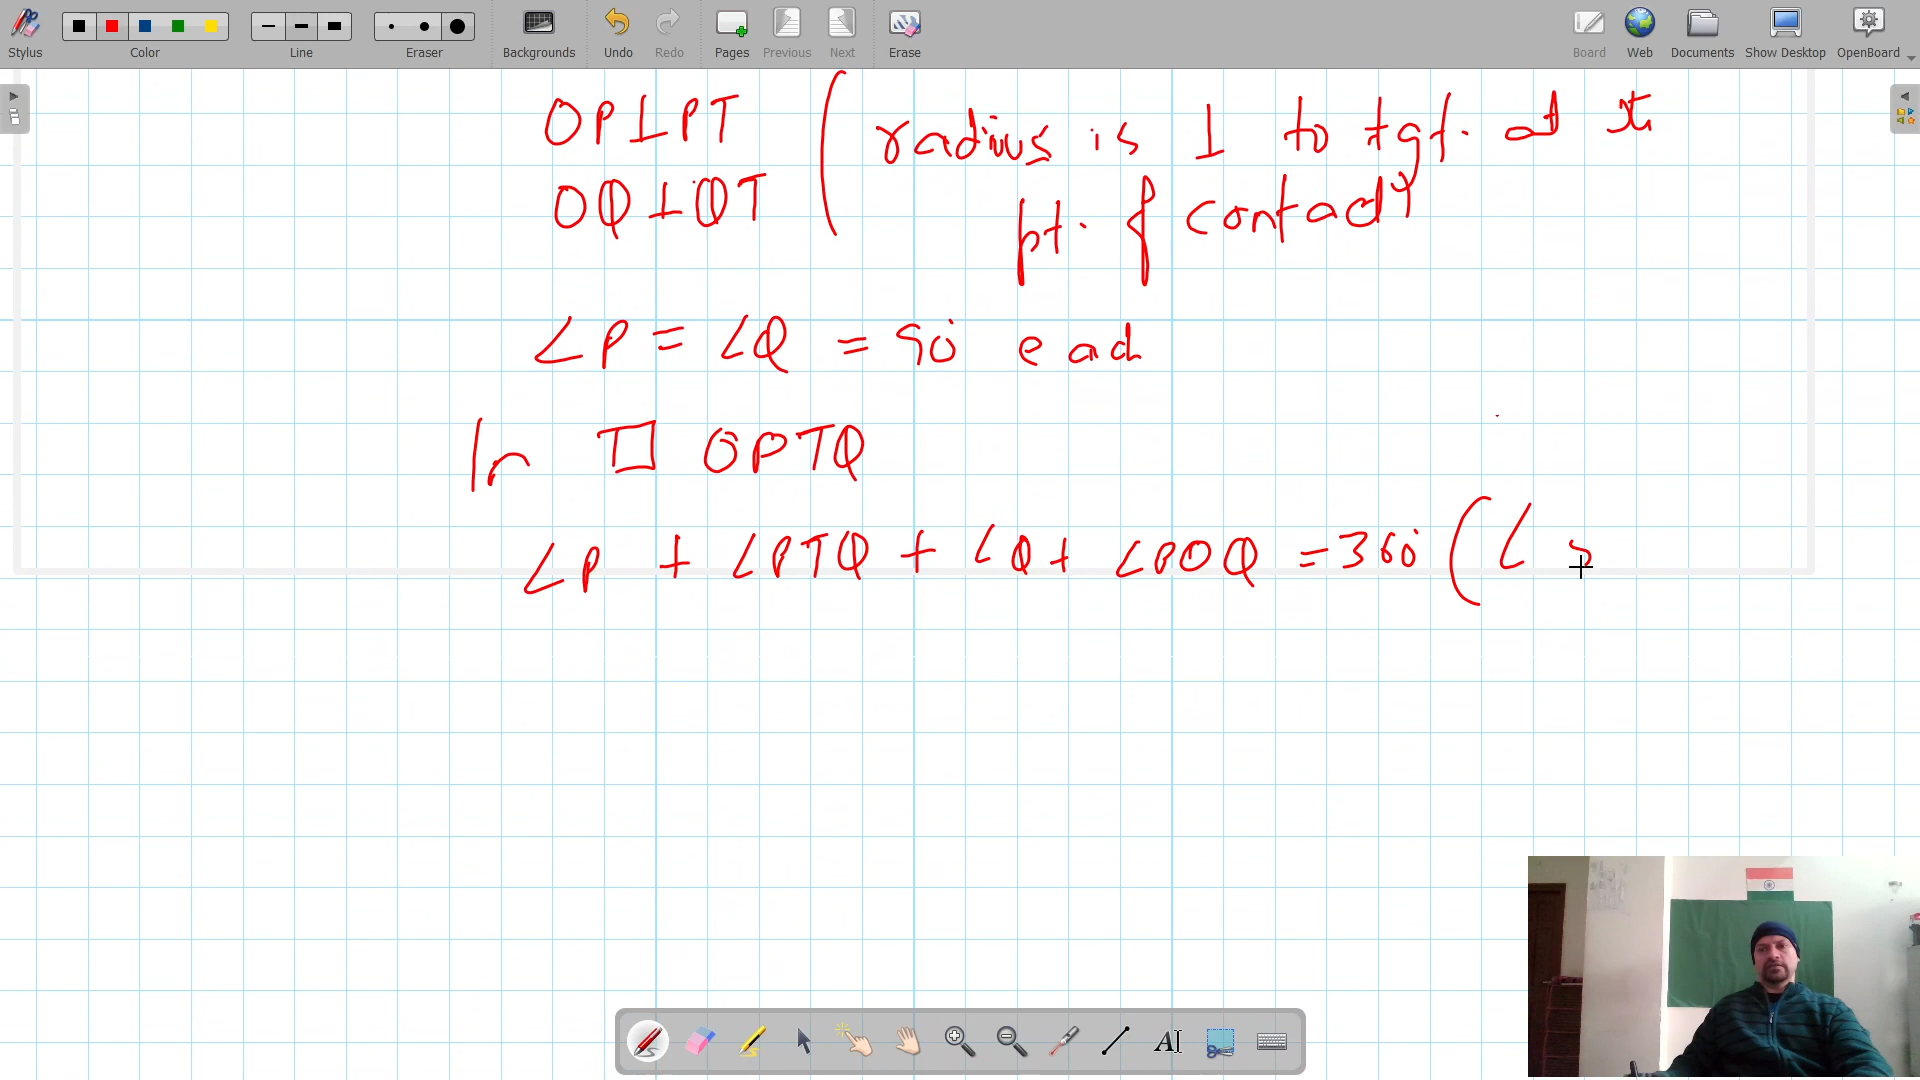 Stylus Color Line Eraser Backgrounds Undo Redo Pages Previous Next Erase Board Web Documents Show Desktop OpenBoard
OP⊥PT ( radius is ⊥ to tgt. at
OQ⊥QT pt. of contact)
∠P = ∠Q = 90° each
In □ OPTQ
∠P + ∠PTQ + ∠Q + ∠POQ = 360° (∠ s